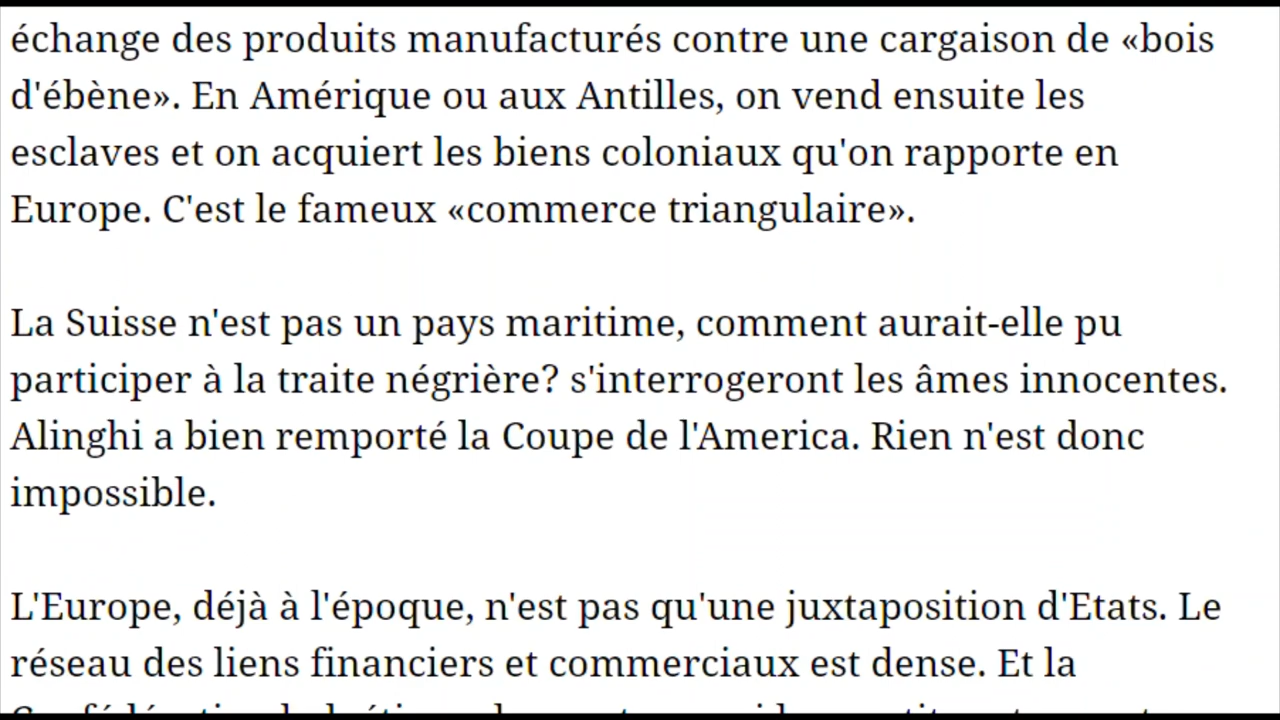 échange des produits manufacturés contre une cargaison de «bois
d'ébène». En Amérique ou aux Antilles, on vend ensuite les
esclaves et on acquiert les biens coloniaux qu'on rapporte en
Europe. C'est le fameux «commerce triangulaire».
La Suisse n'est pas un pays maritime, comment aurait-elle pu
participer à la traite négrière? s'interrogeront les âmes innocentes.
Alinghi a bien remporté la Coupe de l'America. Rien n'est donc
impossible.
L'Europe, déjà à l'époque, n'est pas qu'une juxtaposition d'Etats. Le
réseau des liens financiers et commerciaux est dense. Et la